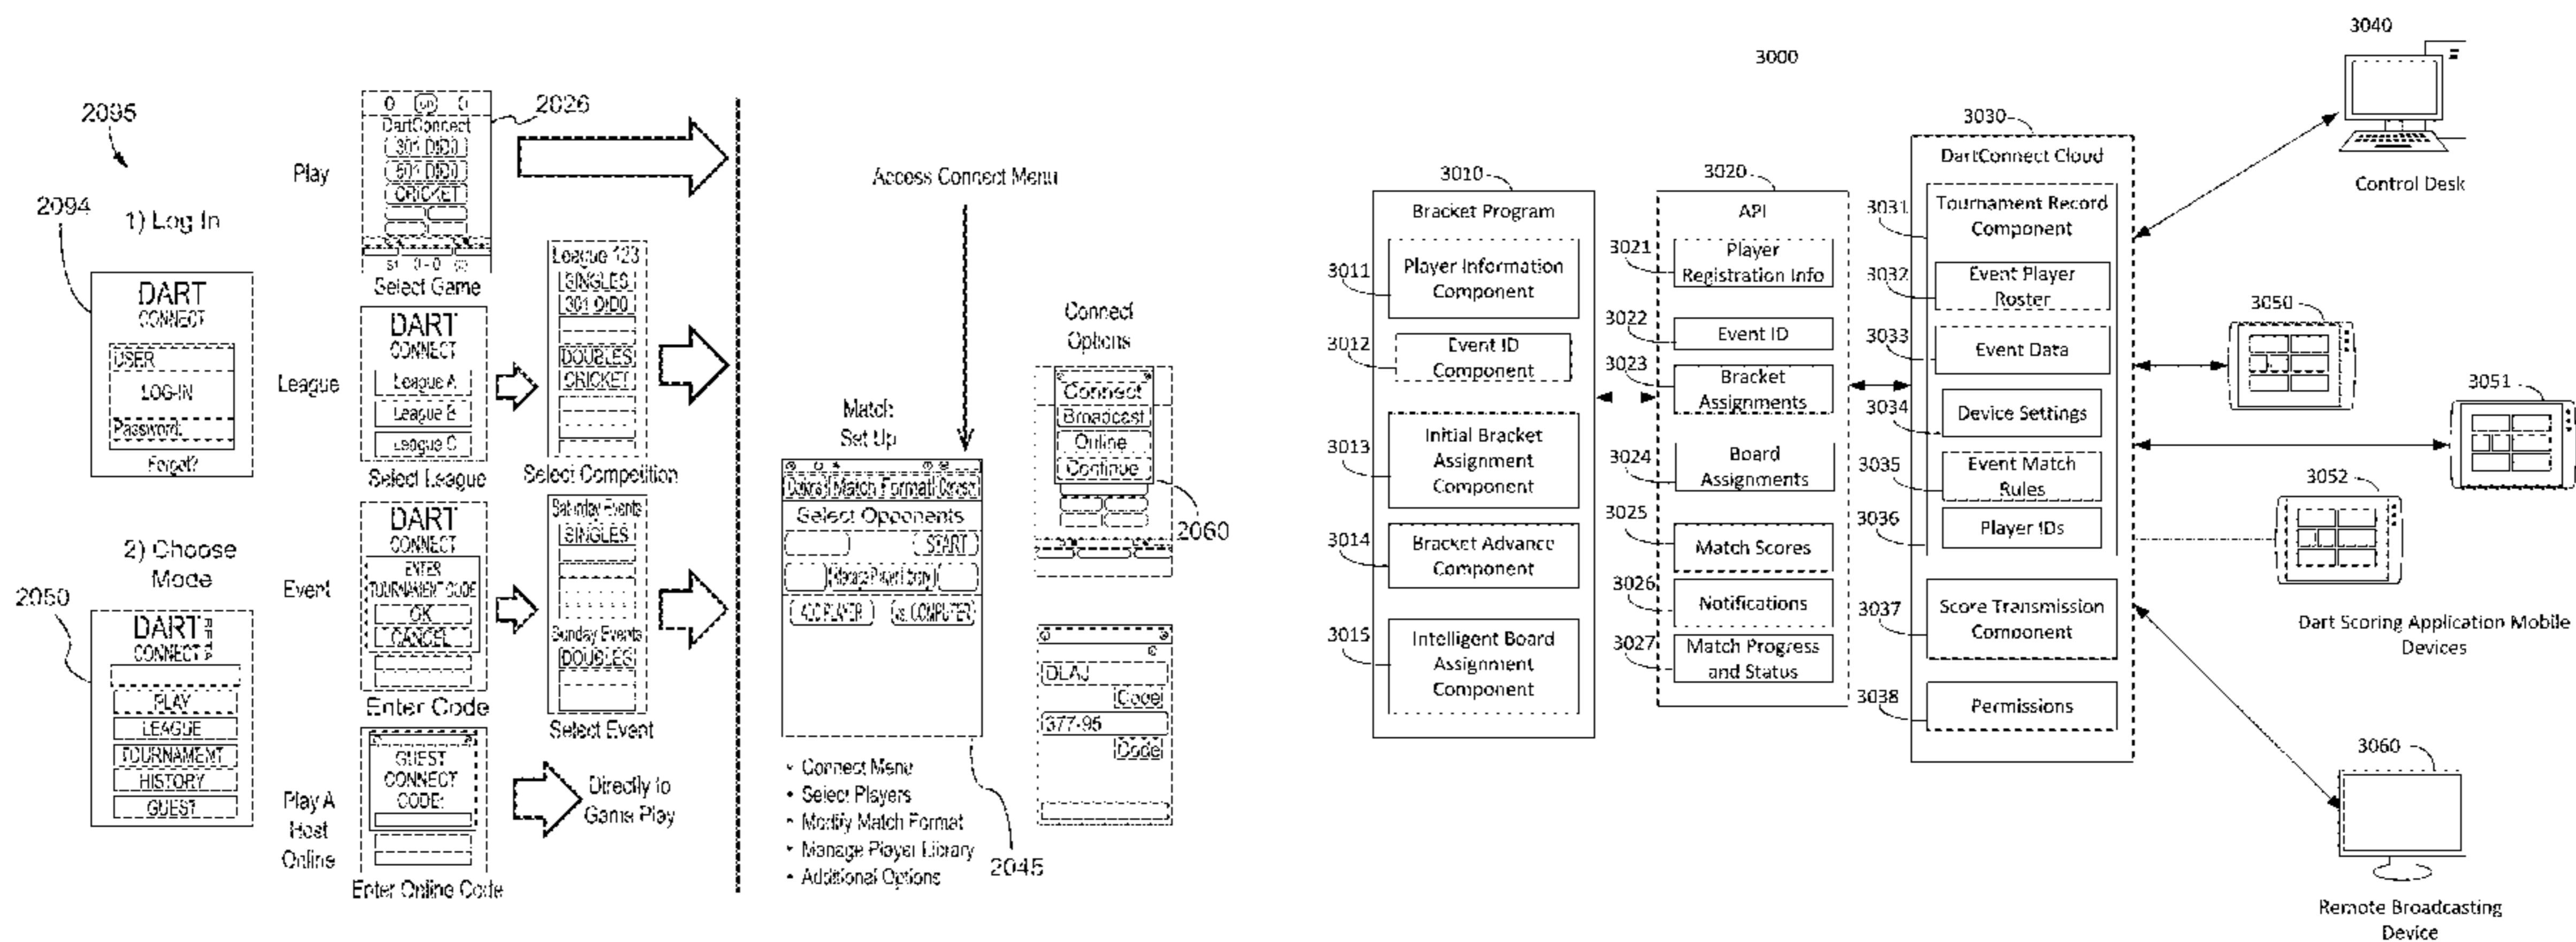 2095
2094
1) Log In
DART
CONNECT
USER
LOG-IN
Password:
Forgot?
2) Choose
Mode
2050
DART
CONNECT
PLAY
LEAGUE
TOURNAMENT
HISTORY
GUEST
Play
2026
DartConnect
301 DIDO
501 DIDO
CRICKET
0 - 0
Select Game
League
DART
CONNECT
League A
League B
League C
Select League
League 123
SINGLES
301 DIDO
DOUBLES
CRICKET
Select Competition
Event
DART
CONNECT
ENTER
TOURNAMENT CODE
OK
CANCEL
Enter Code
Saturday Events
SINGLES
Sunday Events
DOUBLES
Select Event
Play A
Host
Online
GUEST
CONNECT
CODE:
Enter Online Code
Directly to
Game Play
Access Connect Menu
Match
Set Up
Match Format
Select Opponents
START
Manage Player Library
ADD PLAYER
vs. COMPUTER
2045
Connect Menu
• Select Players
Modify Match Format
• Manage Player Library
• Additional Options
Connect
Options
Connect
Broadcast
Online
Continue
2060
Code
377-95
Code
3000
3010
Bracket Program
3011
Player Information
Component
3012
Event ID
Component
3013
Initial Bracket
Assignment
Component
3014
Bracket Advance
Component
3015
Intelligent Board
Assignment
Component
3020
API
3021
Player
Registration Info
3022
Event ID
3023
Bracket
Assignments
3024
Board
Assignments
3025
Match Scores
3026
Notifications
3027
Match Progress
and Status
3030
DartConnect Cloud
3031
Tournament Record
Component
3032
Event Player
Roster
3033
Event Data
3034
Device Settings
3035
Event Match
Rules
3036
Player IDs
3037
Score Transmission
Component
3038
Permissions
3040
Control Desk
3050
3051
3052
Dart Scoring Application Mobile
Devices
3060
Remote Broadcasting
Device